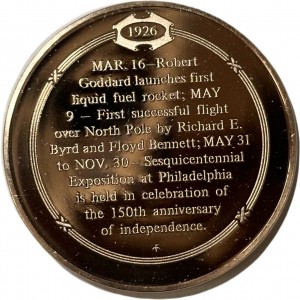 1926
MAR. 16–Robert
Goddard launches first
liquid fuel rocket; MAY
9 – First successful flight
over North Pole by Richard E.
Byrd and Floyd Bennett; MAY 31
to NOV. 30– Sesquicentennial
Exposition at Philadelphia
is held in celebration of
the 150th anniversary
of independence.